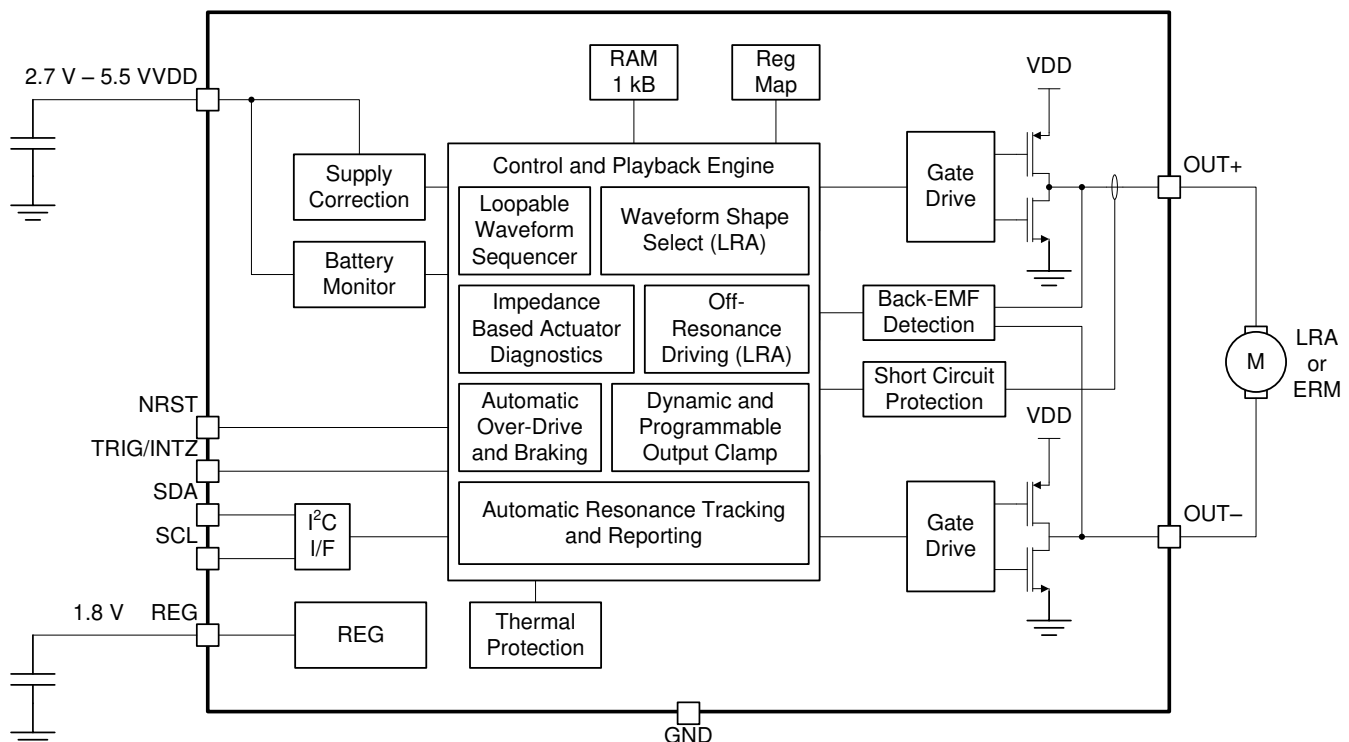 2.7 V – 5.5 V
VDD
RAM
1 kB
Reg
Map
VDD
Supply
Correction
Battery
Monitor
Control and Playback Engine
Loopable
Waveform
Sequencer
Waveform Shape
Select (LRA)
Impedance
Based Actuator
Diagnostics
Off-
Resonance
Driving (LRA)
Automatic
Over-Drive
and Braking
Dynamic and
Programmable
Output Clamp
Automatic Resonance Tracking
and Reporting
Gate
Drive
OUT+
Back-EMF
Detection
Short Circuit
Protection
M
LRA
or
ERM
VDD
Gate
Drive
OUT–
NRST
TRIG/INTZ
SDA
SCL
I²C
I/F
1.8 V
REG
REG
Thermal
Protection
GND